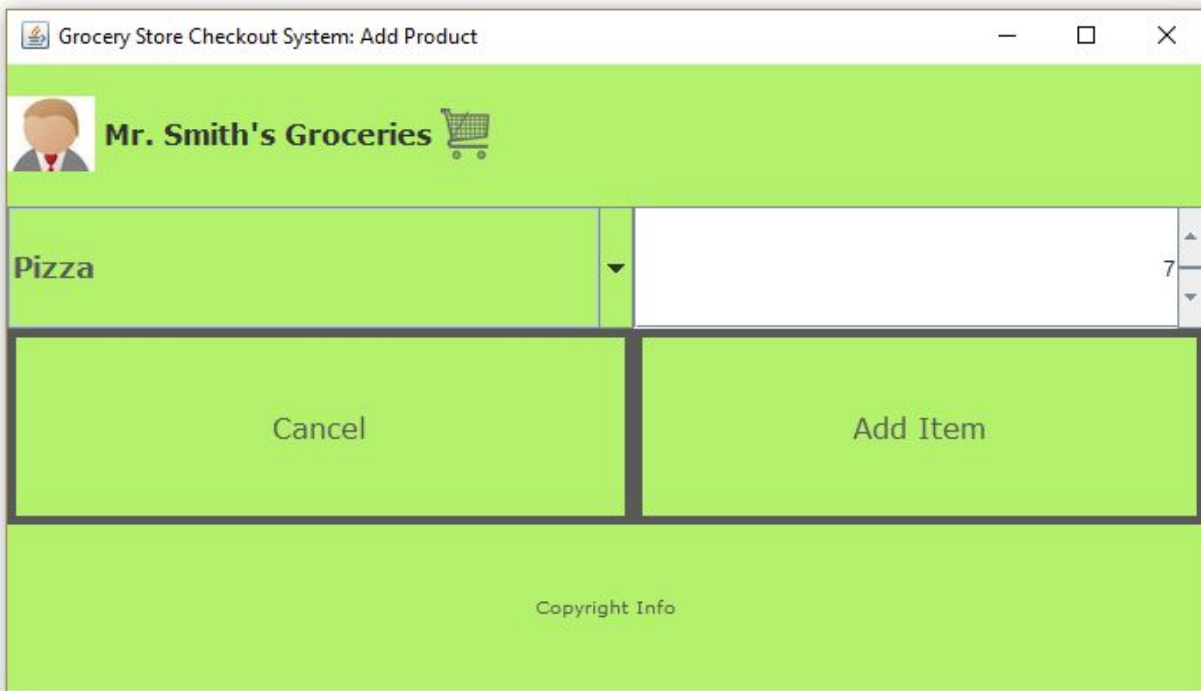 Grocery Store Checkout System: Add Product
Mr. Smith's Groceries
Pizza
7
Cancel
Add Item
Copyright Info